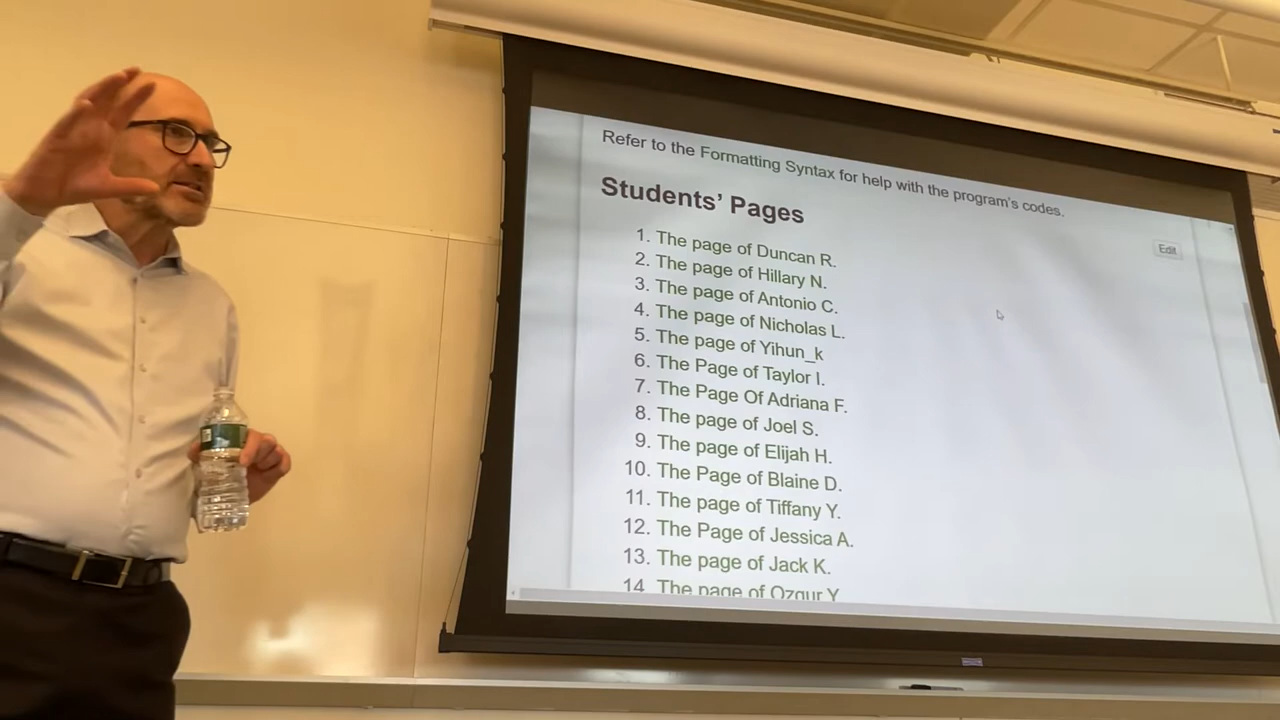 Refer to the Formatting Syntax for help with the program's codes.
Students' Pages
Edit
1. The page of Duncan R.
2. The page of Hillary N.
3. The page of Antonio C.
4. The page of Nicholas L.
5. The page of Yihun_k
6. The Page of Taylor I.
7. The Page Of Adriana F.
8. The page of Joel S.
9. The page of Elijah H.
10. The Page of Blaine D.
11. The page of Tiffany Y.
12. The Page of Jessica A.
13. The page of Jack K.
14 The page of Ozgur Y